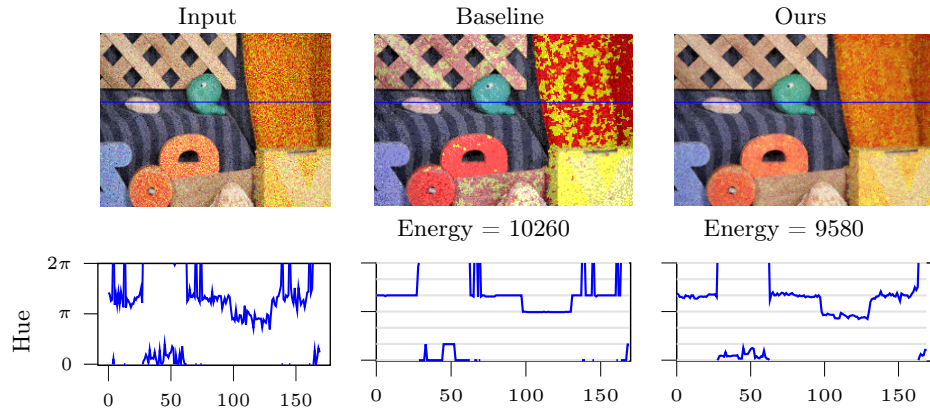 Input Baseline Ours
Energy = 10260 Energy = 9580
2π
π
0
Hue
0 50 100 150 0 50 100 150 0 50 100 150